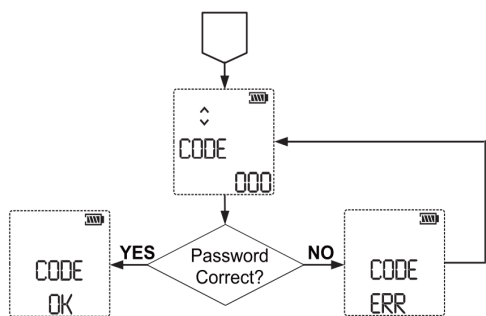 CODE
000
YES
Password
Correct?
NO
CODE
OK
CODE
ERR